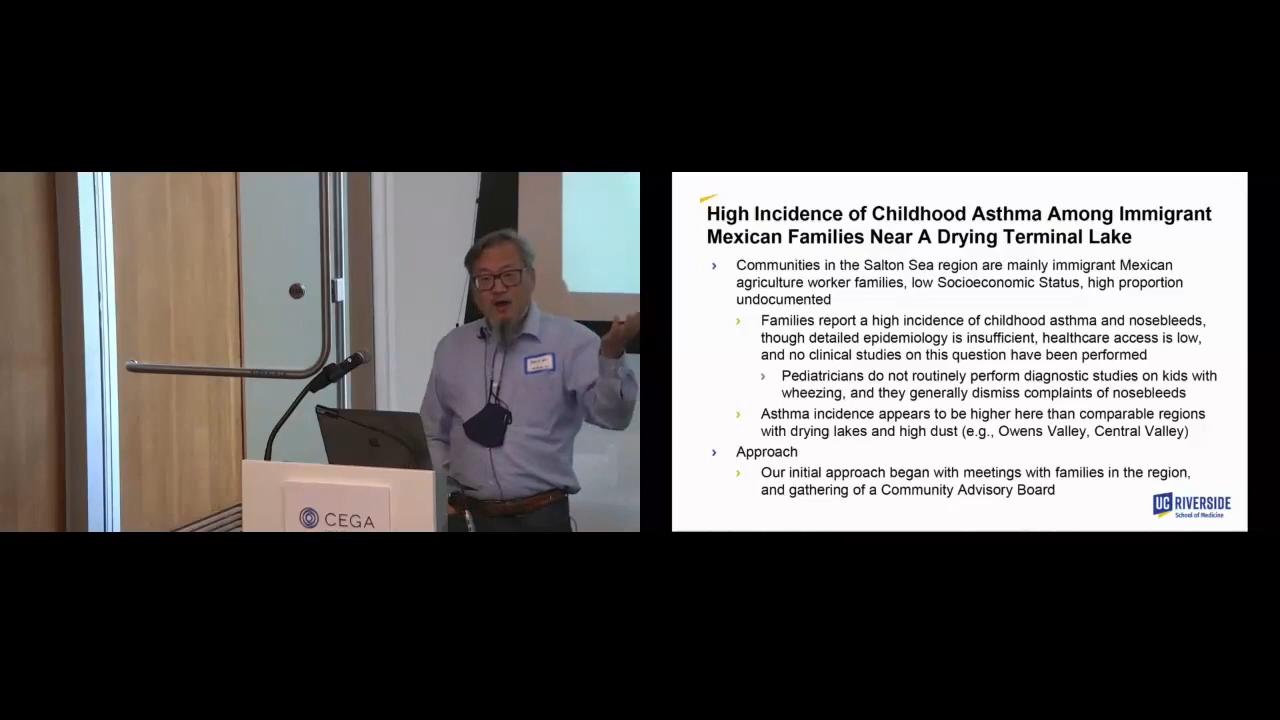 CEGA
High Incidence of Childhood Asthma Among Immigrant
Mexican Families Near A Drying Terminal Lake
› Communities in the Salton Sea region are mainly immigrant Mexican
agriculture worker families, low Socioeconomic Status, high proportion
undocumented
› Families report a high incidence of childhood asthma and nosebleeds,
though detailed epidemiology is insufficient, healthcare access is low,
and no clinical studies on this question have been performed
› Pediatricians do not routinely perform diagnostic studies on kids with
wheezing, and they generally dismiss complaints of nosebleeds
› Asthma incidence appears to be higher here than comparable regions
with drying lakes and high dust (e.g., Owens Valley, Central Valley)
› Approach
› Our initial approach began with meetings with families in the region,
and gathering of a Community Advisory Board
UC RIVERSIDE
School of Medicine